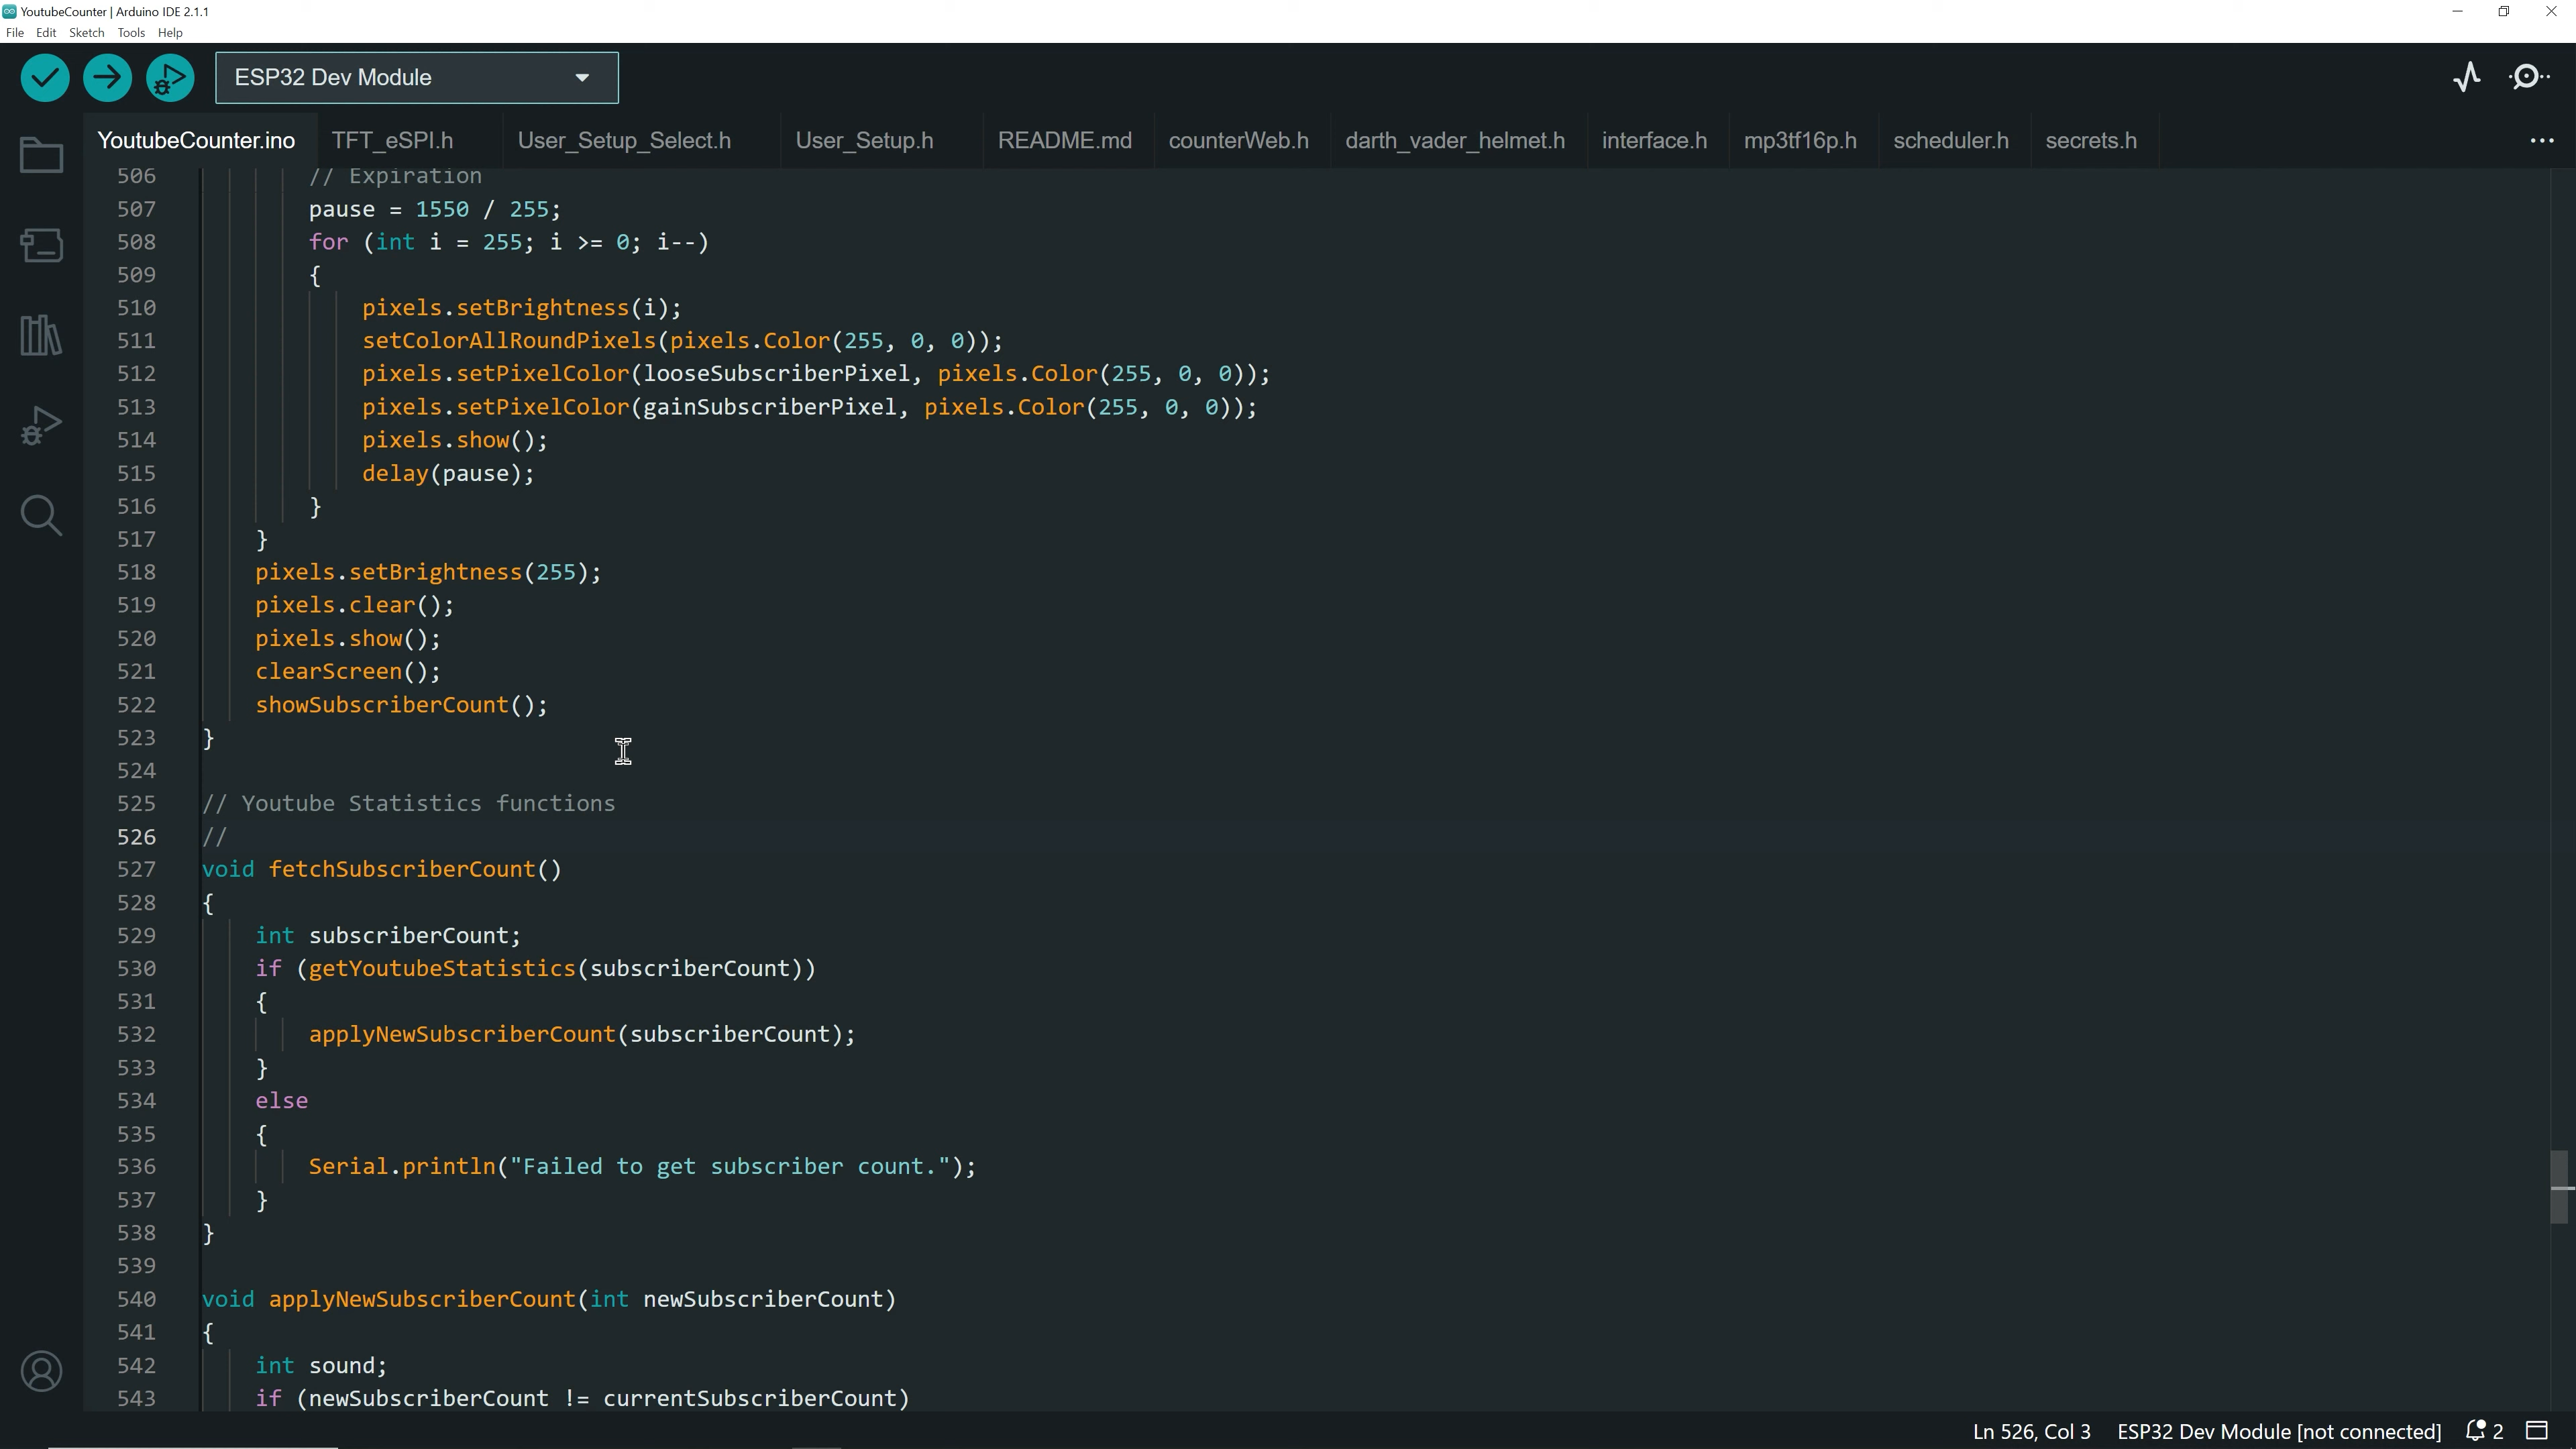 YoutubeCounter | Arduino IDE 2.1.1
File Edit Sketch Tools Help
ESP32 Dev Module
YoutubeCounter.ino TFT_eSPI.h User_Setup_Select.h User_Setup.h README.md counterWeb.h darth_vader_helmet.h interface.h mp3tf16p.h scheduler.h secrets.h ...
506 // Expiration
507 pause = 1550 / 255;
508 for (int i = 255; i >= 0; i--)
509 {
510 pixels.setBrightness(i);
511 setColorAllRoundPixels(pixels.Color(255, 0, 0));
512 pixels.setPixelColor(looseSubscriberPixel, pixels.Color(255, 0, 0));
513 pixels.setPixelColor(gainSubscriberPixel, pixels.Color(255, 0, 0));
514 pixels.show();
515 delay(pause);
516 }
517 }
518 pixels.setBrightness(255);
519 pixels.clear();
520 pixels.show();
521 clearScreen();
522 showSubscriberCount();
523 }
524
525 // Youtube Statistics functions
526 //
527 void fetchSubscriberCount()
528 {
529 int subscriberCount;
530 if (getYoutubeStatistics(subscriberCount))
531 {
532 applyNewSubscriberCount(subscriberCount);
533 }
534 else
535 {
536 Serial.println("Failed to get subscriber count.");
537 }
538 }
539
540 void applyNewSubscriberCount(int newSubscriberCount)
541 {
542 int sound;
543 if (newSubscriberCount != currentSubscriberCount)
Ln 526, Col 3 ESP32 Dev Module [not connected] 2